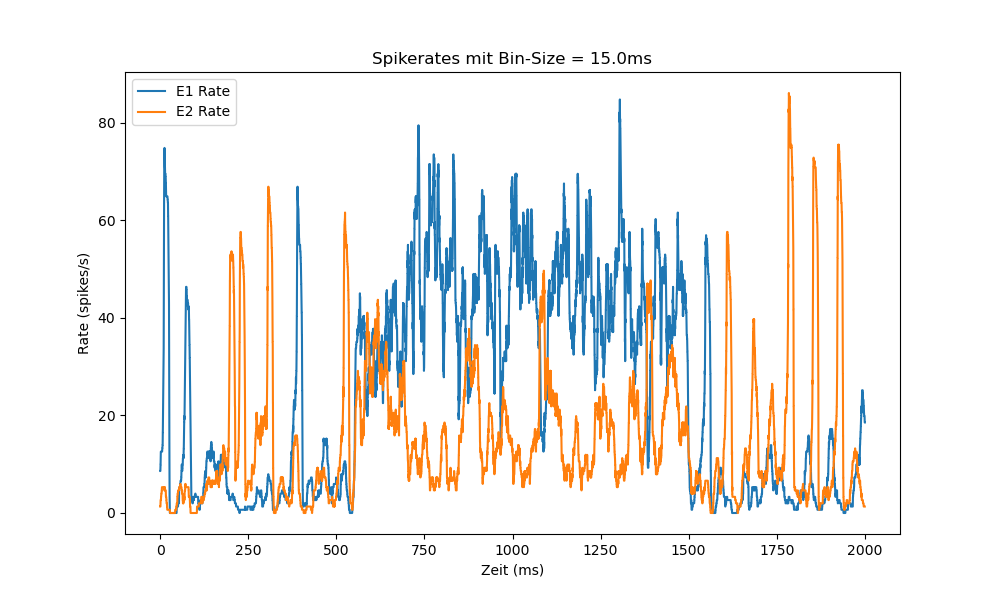 Spikerates mit Bin-Size = 15.0ms
E1 Rate
E2 Rate
Rate (spikes/s)
80
60
40
20
0
0 250 500 750 1000 1250 1500 1750 2000
Zeit (ms)